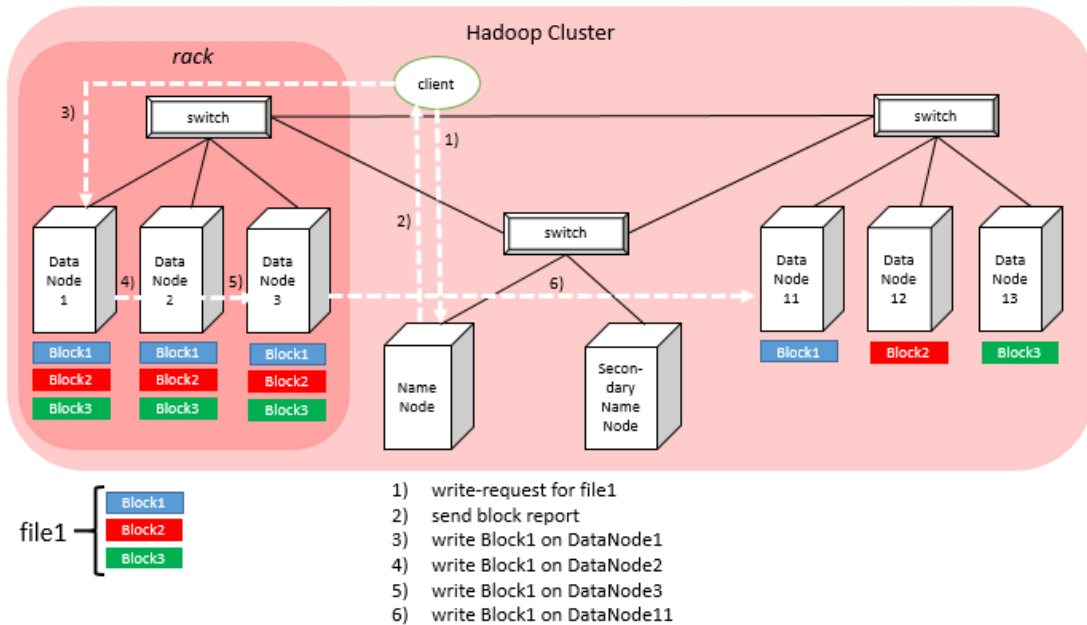 Hadoop Cluster
rack
client
3)
switch
switch
1)
2)
switch
Data
Node
1
4)
Data
Node
2
5)
Data
Node
3
6)
Data
Node
11
Data
Node
12
Data
Node
13
Block1
Block1
Block1
Block1
Block2
Block3
Block2
Block2
Block2
Block3
Block3
Block3
Name
Node
Secon-
dary
Name
Node
file1
Block1
Block2
Block3
1) write-request for file1
2) send block report
3) write Block1 on DataNode1
4) write Block1 on DataNode2
5) write Block1 on DataNode3
6) write Block1 on DataNode11